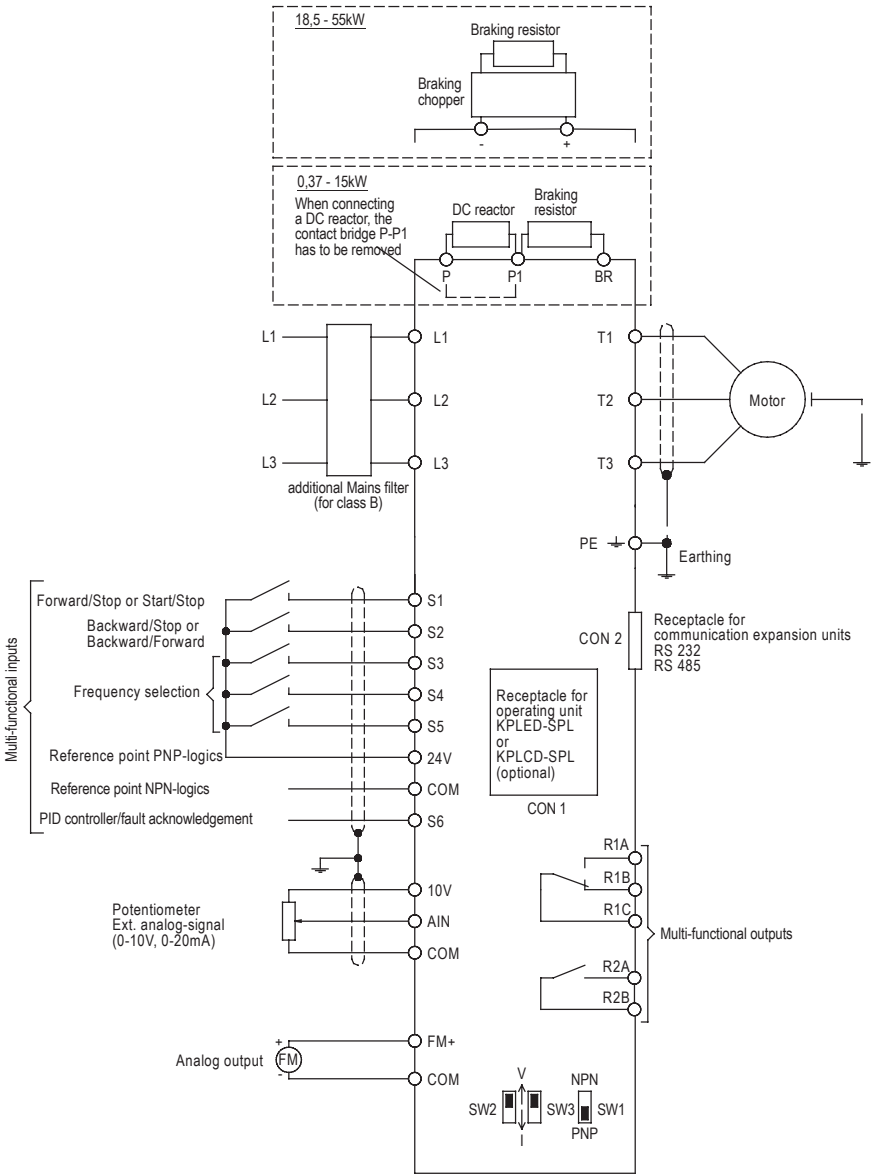 18,5 - 55kW
Braking resistor
Braking
chopper
-
+
0,37 - 15kW
When connecting
a DC reactor, the
contact bridge P-P1
has to be removed
DC reactor
Braking
resistor
P
P1
BR
L1
L1
T1
L2
L2
T2
Motor
L3
L3
T3
additional Mains filter
(for class B)
PE
Earthing
Multi-functional inputs
Forward/Stop or Start/Stop
S1
Backward/Stop or
Backward/Forward
S2
S3
Frequency selection
S4
S5
Reference point PNP-logics
24V
Reference point NPN-logics
COM
PID controller/fault acknowledgement
S6
CON 2
Receptacle for
communication expansion units
RS 232
RS 485
Receptacle for
operating unit
KPLED-SPL
or
KPLCD-SPL
(optional)
CON 1
10V
Potentiometer
Ext. analog-signal
(0-10V, 0-20mA)
AIN
COM
R1A
R1B
R1C
Multi-functional outputs
R2A
R2B
Analog output
+
FM
-
FM+
COM
V
NPN
SW2
SW3
SW1
I
PNP